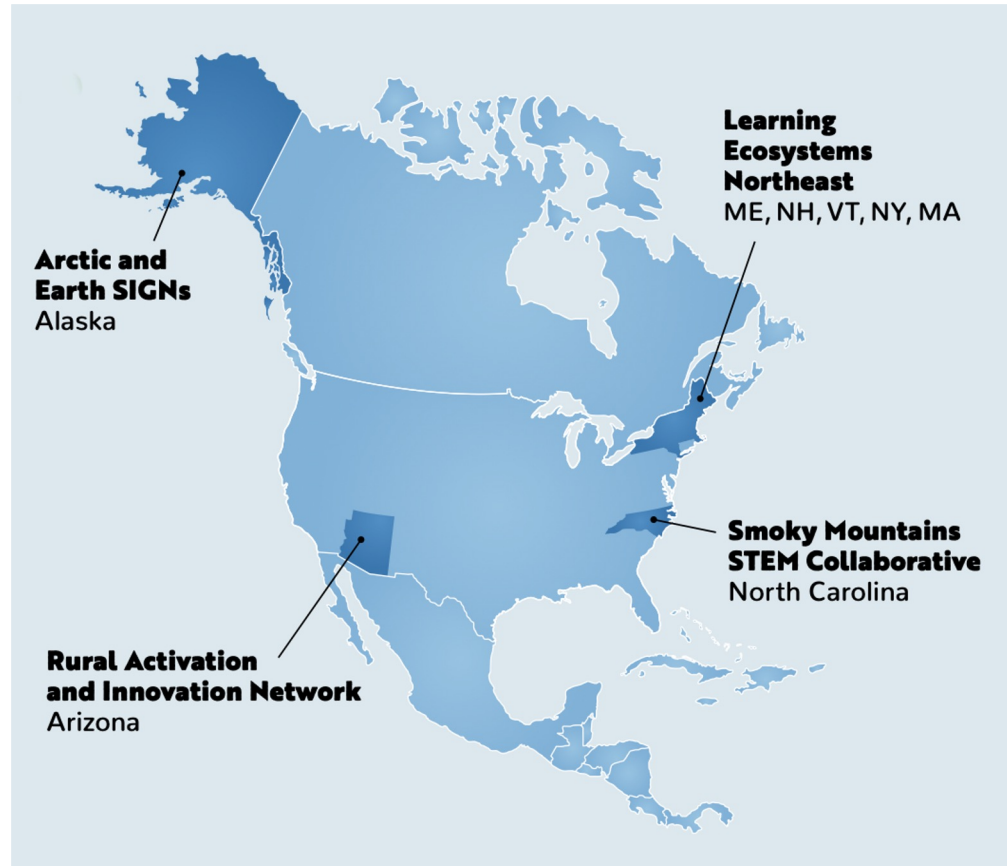 Learning
Ecosystems
Northeast
ME, NH, VT, NY, MA
Arctic and
Earth SIGNs
Alaska
Smoky Mountains
STEM Collaborative
North Carolina
Rural Activation
and Innovation Network
Arizona